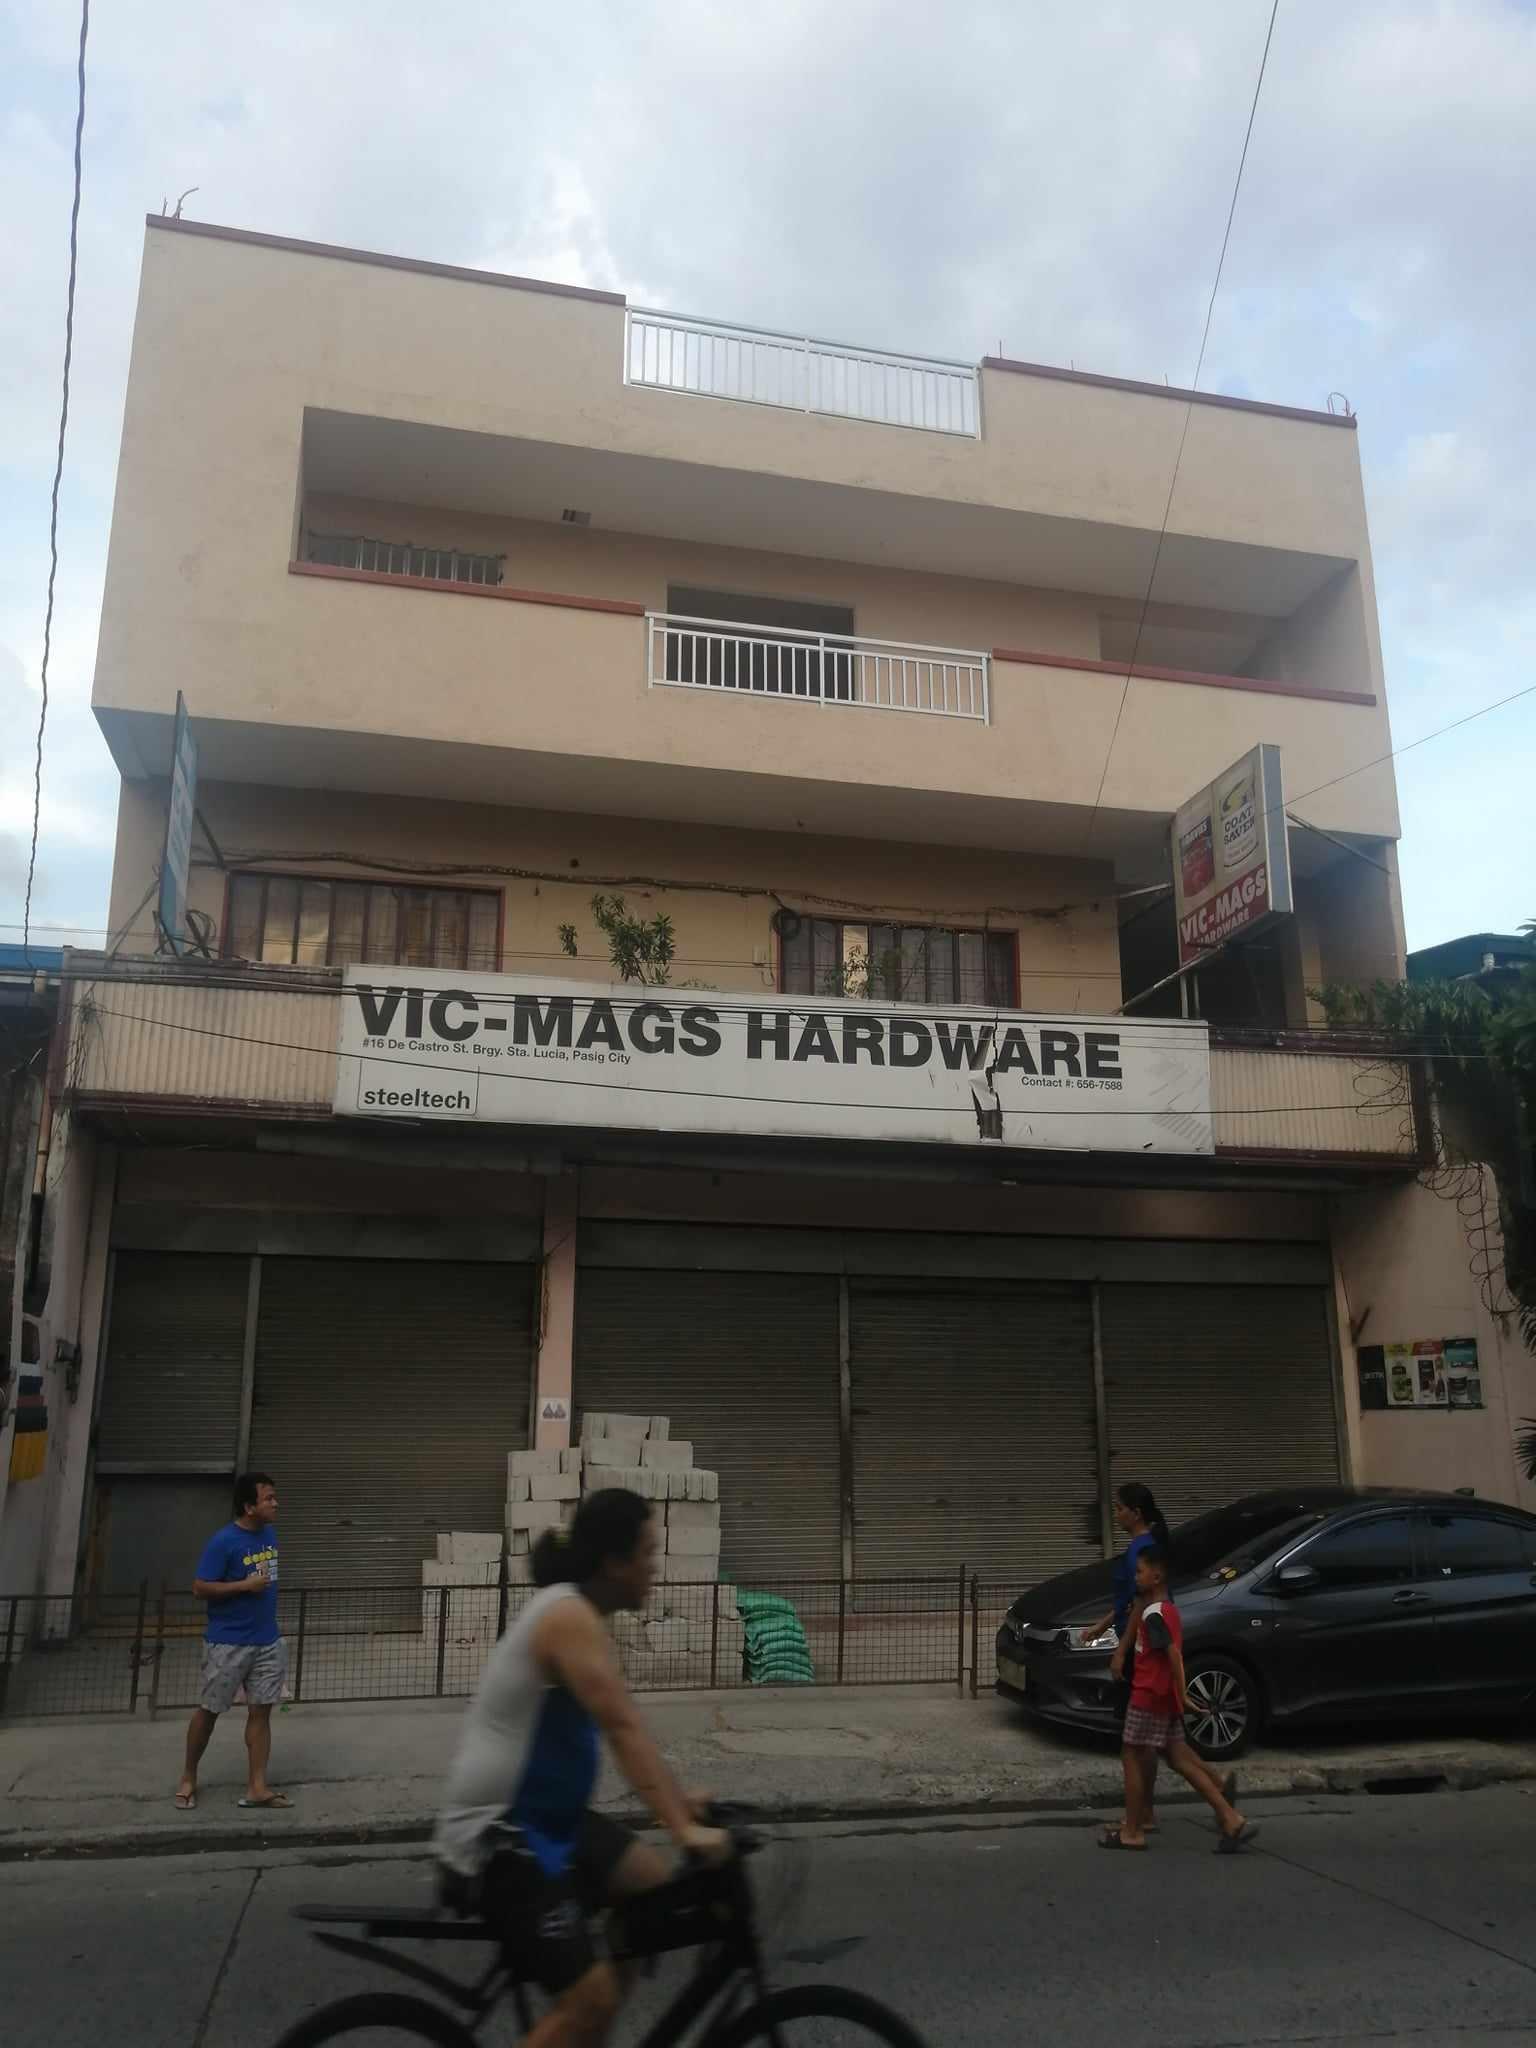 COAT
SAVER
VIC-MAGS
HARDWARE
VIC-MAGS HARDWARE
#16 De Castro St. Brgy. Sta. Lucia, Pasig City
Contact #: 656-7588
steeltech